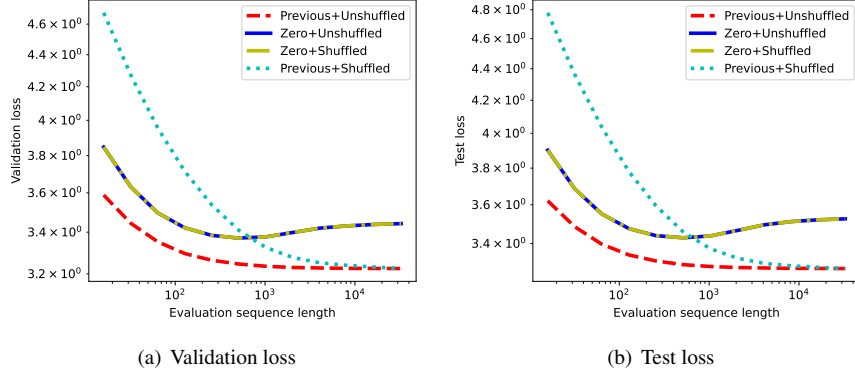 4.6 × 10⁰
4.4 × 10⁰
4.2 × 10⁰
4 × 10⁰
3.8 × 10⁰
3.6 × 10⁰
3.4 × 10⁰
3.2 × 10⁰
Validation loss
Previous+Unshuffled
Zero+Unshuffled
Zero+Shuffled
Previous+Shuffled
10² 10³ 10⁴
Evaluation sequence length
(a) Validation loss
4.8 × 10⁰
4.6 × 10⁰
4.4 × 10⁰
4.2 × 10⁰
4 × 10⁰
3.8 × 10⁰
3.6 × 10⁰
3.4 × 10⁰
Test loss
Previous+Unshuffled
Zero+Unshuffled
Zero+Shuffled
Previous+Shuffled
10² 10³ 10⁴
Evaluation sequence length
(b) Test loss